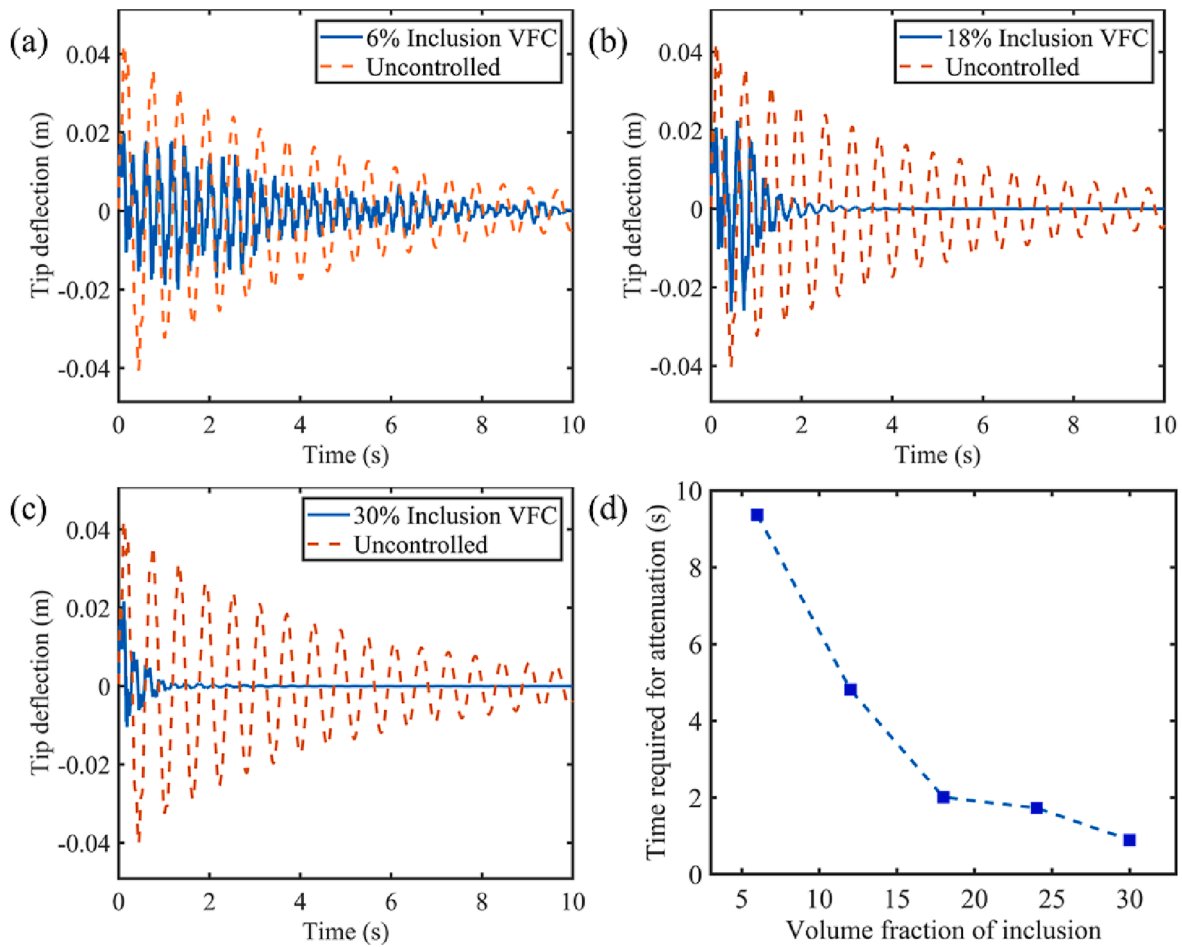 (a)
6% Inclusion VFC
Uncontrolled
0.04
0.02
0
-0.02
-0.04
Tip deflection (m)
0 2 4 6 8 10
Time (s)
(b)
18% Inclusion VFC
Uncontrolled
0.04
0.02
0
-0.02
-0.04
Tip deflection (m)
0 2 4 6 8 10
Time (s)
(c)
30% Inclusion VFC
Uncontrolled
0.04
0.02
0
-0.02
-0.04
Tip deflection (m)
0 2 4 6 8 10
Time (s)
(d)
10
8
6
4
2
0
Time required for attenuation (s)
5 10 15 20 25 30
Volume fraction of inclusion